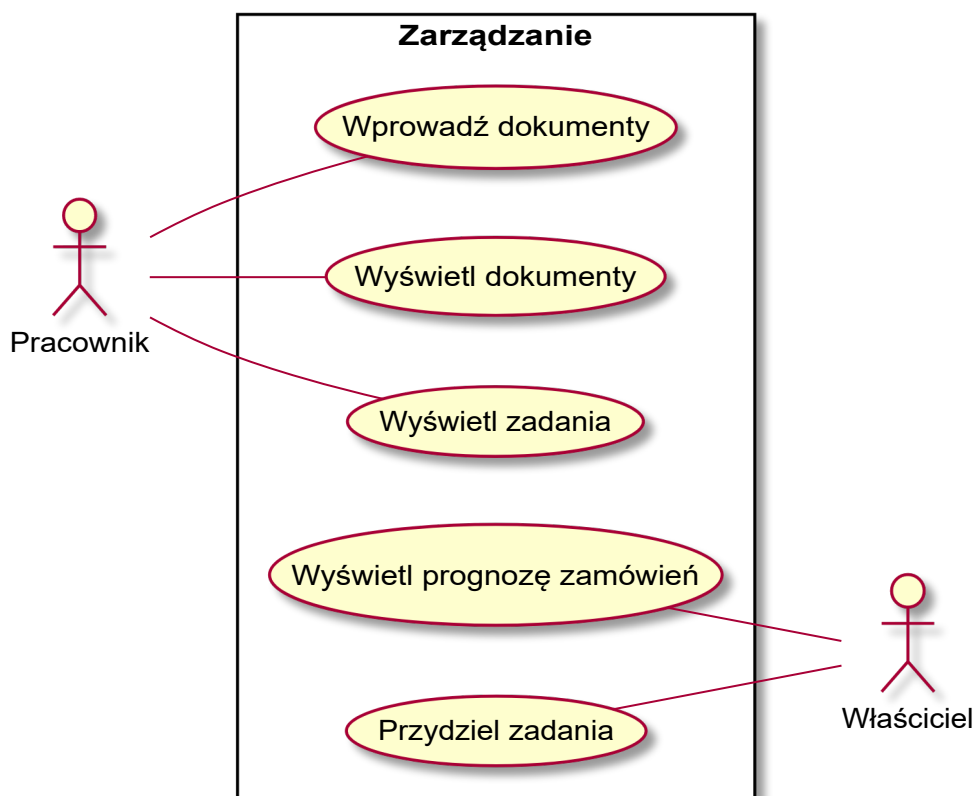 Zarządzanie
Wprowadź dokumenty
Wyświetl dokumenty
Pracownik
Wyświetl zadania
Wyświetl prognozę zamówień
Właściciel
Przydziel zadania